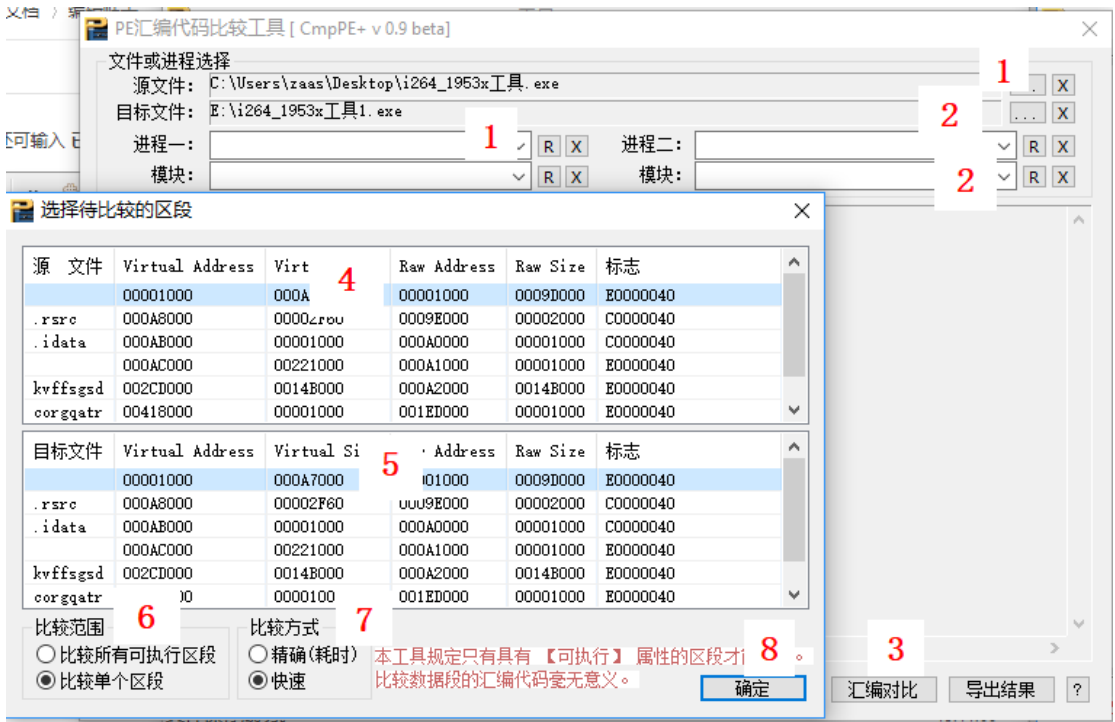 PE汇编代码比较工具 [ CmpPE+ v 0.9 beta]
文件或进程选择
源文件: C:\Users\zaas\Desktop\i264_1953x工具.exe 1 X
目标文件: E:\i264_1953x工具1.exe 2 ... X
还可输入
进程一: 1 R X 进程二: R X
模块: R X 模块: 2 R X
选择待比较的区段
源 文件 Virtual Address Virt 4 Raw Address Raw Size 标志
00001000 000A 00001000 0009D000 E0000040
.rsrc 000A8000 00002F60 0009E000 00002000 C0000040
.idata 000AB000 00001000 000A0000 00001000 C0000040
000AC000 00221000 000A1000 00001000 E0000040
kvffsgsd 002CD000 0014B000 000A2000 0014B000 E0000040
corgqatr 00418000 00001000 001ED000 00001000 E0000040
目标文件 Virtual Address Virtual Si 5 Address Raw Size 标志
00001000 000A7000 001000 0009D000 E0000040
.rsrc 000A8000 00002F60 0009E000 00002000 C0000040
.idata 000AB000 00001000 000A0000 00001000 C0000040
000AC000 00221000 000A1000 00001000 E0000040
kvffsgsd 002CD000 0014B000 000A2000 0014B000 E0000040
corgqatr 0000100 001ED000 00001000 E0000040
比较范围 6 比较方式 7
比较所有可执行区段 精确(耗时) 本工具规定只有具有 【可执行】 属性的区段才 8 。
比较单个区段 快速 比较数据段的汇编代码毫无意义。
确定 3 汇编对比 导出结果 ?